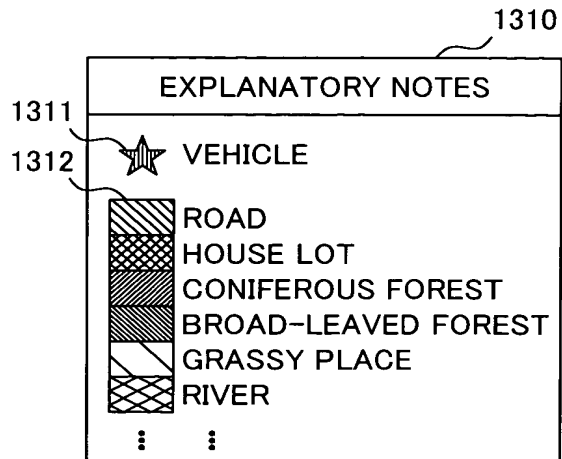 1310
EXPLANATORY NOTES
1311
VEHICLE
1312
ROAD
HOUSE LOT
CONIFEROUS FOREST
BROAD-LEAVED FOREST
GRASSY PLACE
RIVER